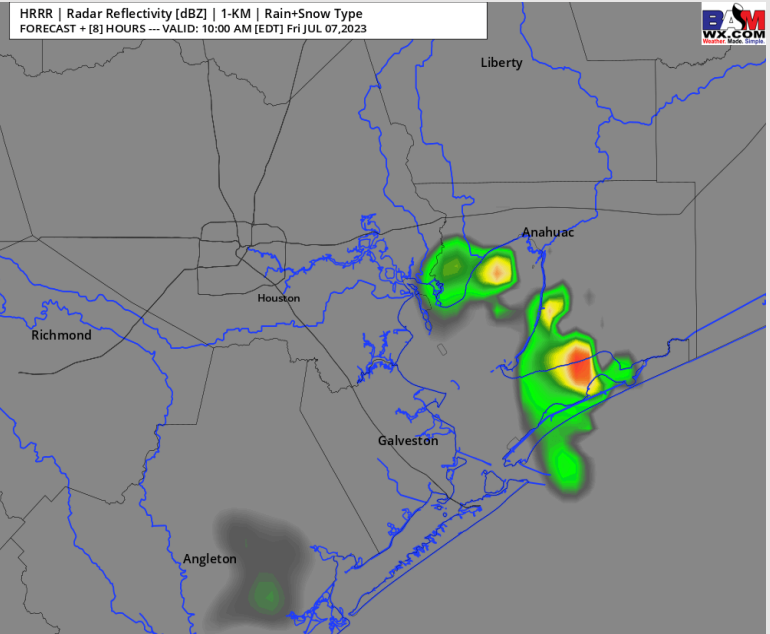 HRRR | Radar Reflectivity [dBZ] | 1-KM | Rain+Snow Type
FORECAST + [8] HOURS --- VALID: 10:00 AM [EDT] Fri JUL 07,2023
BAM
WX.COM
Weather. Made. Simple.
Liberty
Anahuac
Houston
Richmond
Galveston
Angleton